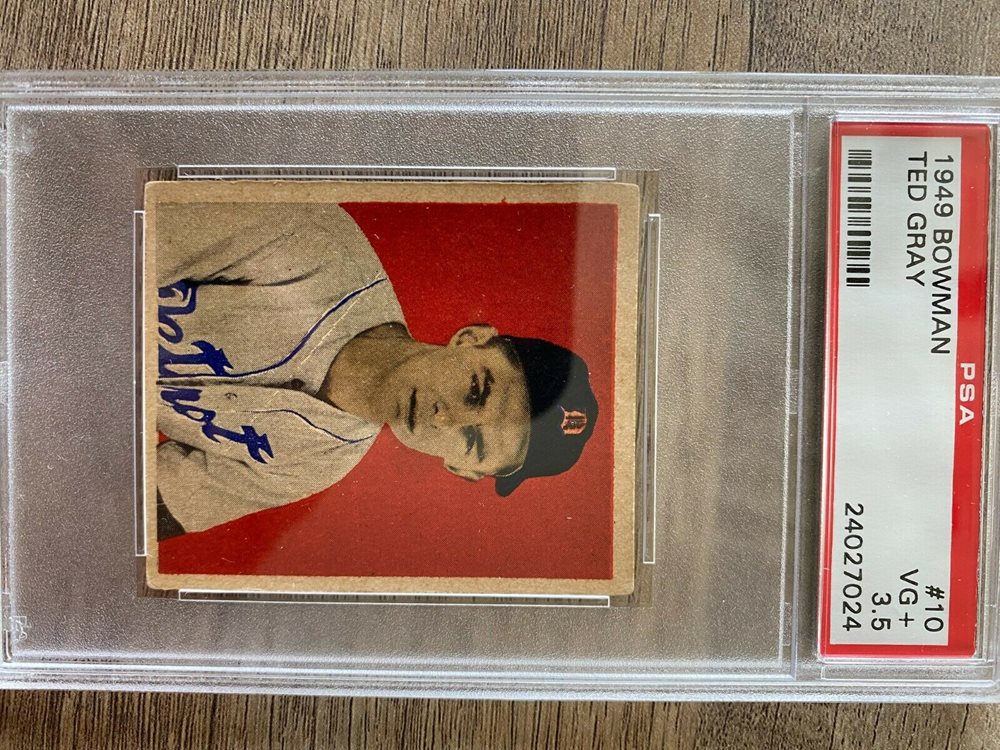 1949 BOWMAN #10
TED GRAY VG + 3.5
24027024
PSA
Detroit
D